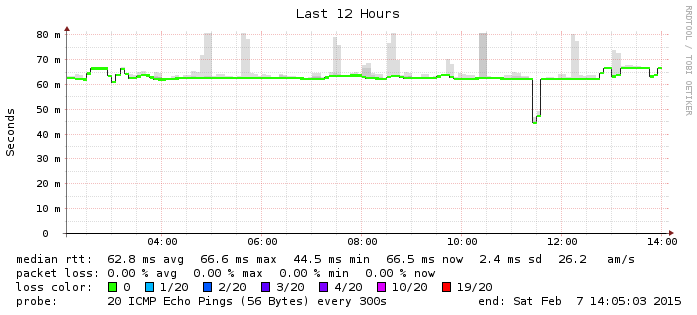 Last 12 Hours
RRDTOOL / TOBI OETIKER
Seconds
80 m
70 m
60 m
50 m
40 m
30 m
20 m
10 m
0
04:00 06:00 08:00 10:00 12:00 14:00
median rtt: 62.8 ms avg 66.6 ms max 44.5 ms min 66.5 ms now 2.4 ms sd 26.2 am/s
packet loss: 0.00 % avg 0.00 % max 0.00 % min 0.00 % now
loss color: 0 1/20 2/20 3/20 4/20 10/20 19/20
probe: 20 ICMP Echo Pings (56 Bytes) every 300s end: Sat Feb 7 14:05:03 2015